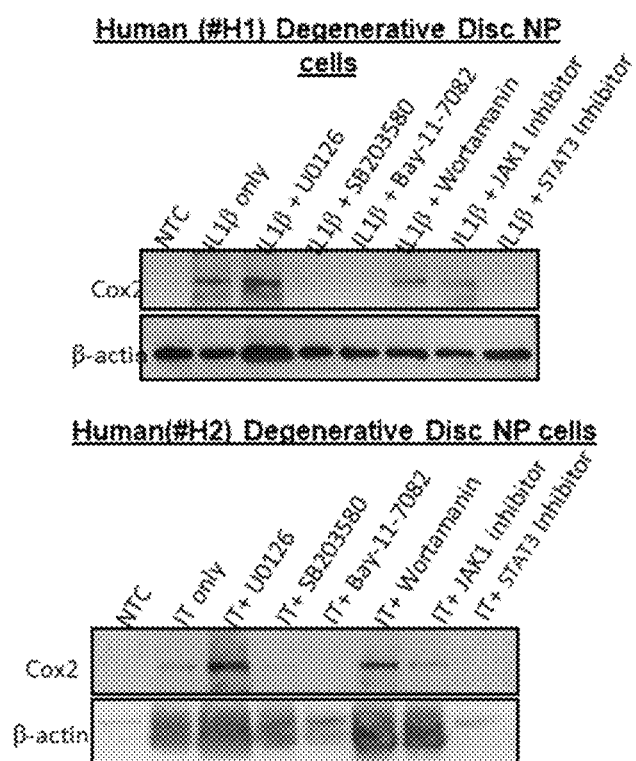 Human (#H1) Degenerative Disc NP
cells
NTC
IL1β only
IL1β + U0126
IL1β + SB203580
IL1β + Bay-11-7082
IL1β + Wortamanin
IL1β + JAK1 Inhibitor
IL1β + STAT3 Inhibitor
Cox2
β-actin
Human(#H2) Degenerative Disc NP cells
NTC
IT only
IT+ U0126
IT+ SB203580
IT+ Bay-11-7082
IT+ Wortamanin
IT+ JAK1 inhibitor
IT+ STAT3 Inhibitor
Cox2
β-actin